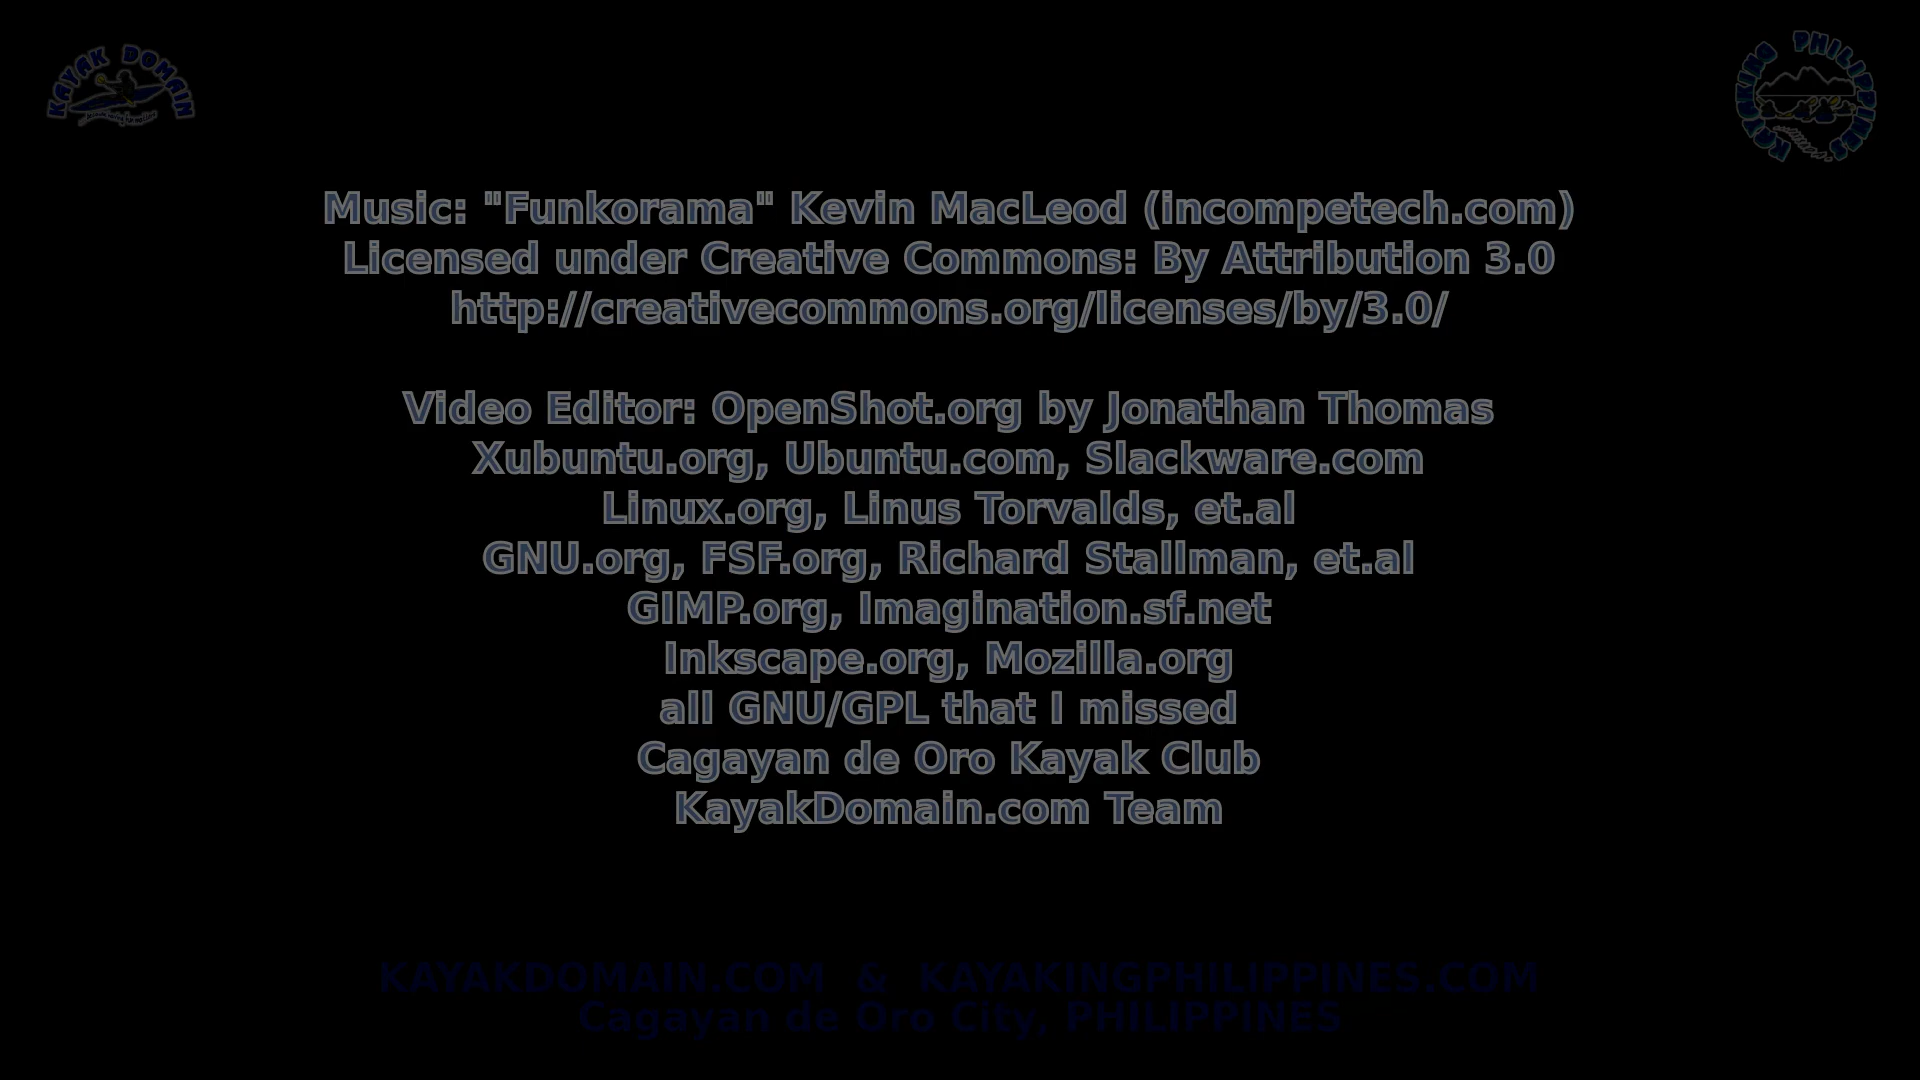 KAYAK DOMAIN
KAYAKING PHILIPPINES
Music: "Funkorama" Kevin MacLeod (incompetech.com)
Licensed under Creative Commons: By Attribution 3.0
http://creativecommons.org/licenses/by/3.0/
Video Editor: OpenShot.org by Jonathan Thomas
Xubuntu.org, Ubuntu.com, Slackware.com
Linux.org, Linus Torvalds, et.al
GNU.org, FSF.org, Richard Stallman, et.al
GIMP.org, Imagination.sf.net
Inkscape.org, Mozilla.org
all GNU/GPL that I missed
Cagayan de Oro Kayak Club
KayakDomain.com Team
KAYAKDOMAIN.COM & KAYAKINGPHILIPPINES.COM
Cagayan de Oro City, PHILIPPINES